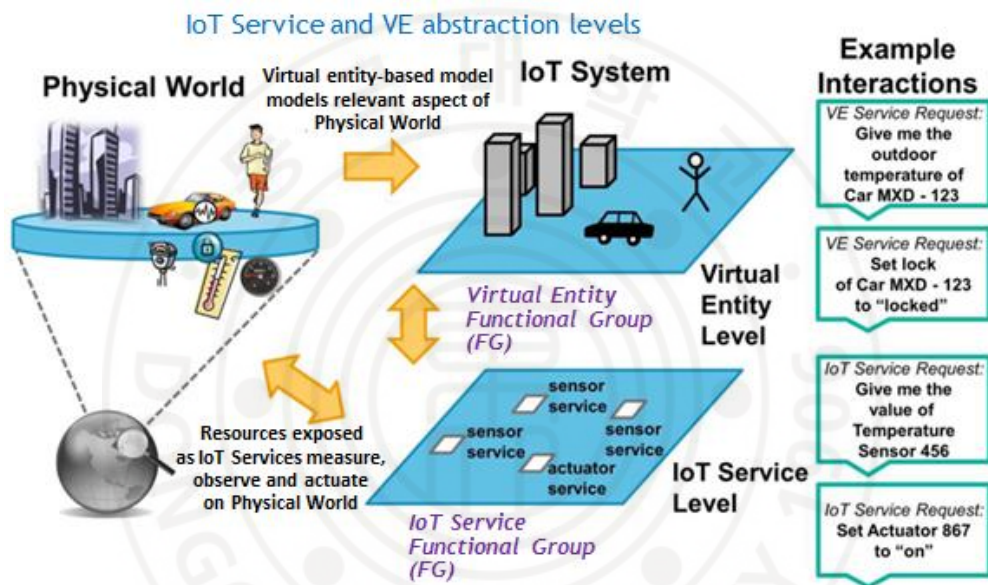 IoT Service and VE abstraction levels
Physical World
Virtual entity-based model
models relevant aspect of
Physical World
IoT System
Example
Interactions
VE Service Request:
Give me the
outdoor
temperature of
Car MXD - 123
VE Service Request:
Set lock
of Car MXD - 123
to “locked”
Virtual
Entity
Level
Virtual Entity
Functional Group
(FG)
IoT Service Request:
Give me the
value of
Temperature
Sensor 456
sensor
service
sensor
service
sensor
service
actuator
service
Resources exposed
as IoT Services measure,
observe and actuate
on Physical World
IoT Service
Level
IoT Service Request:
Set Actuator 867
to “on”
IoT Service
Functional Group
(FG)